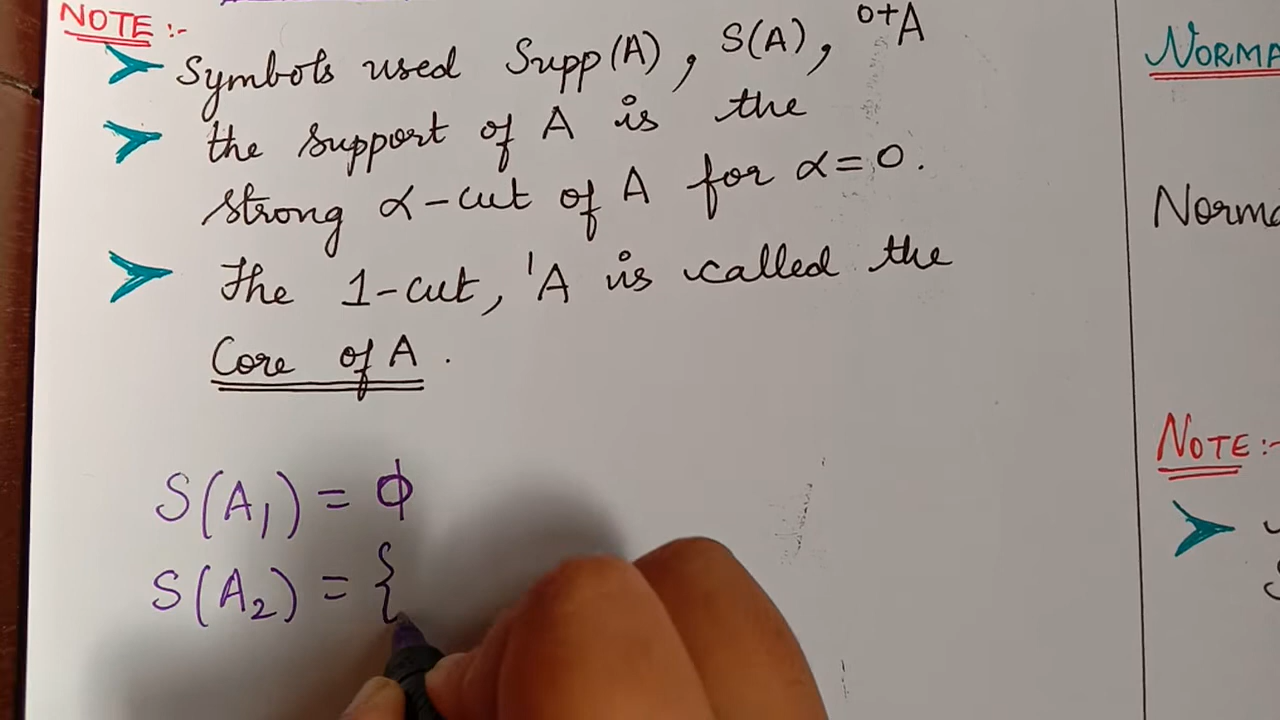 NOTE :-
➤ Symbols used Supp(A), S(A), ⁰⁺A
➤ the support of A is the
strong α-cut of A for α=0.
➤ The 1-cut, ¹A is called the
Core of A.
S(A₁) = ϕ
S(A₂) = {
NORMA
Norma
NOTE :-
➤